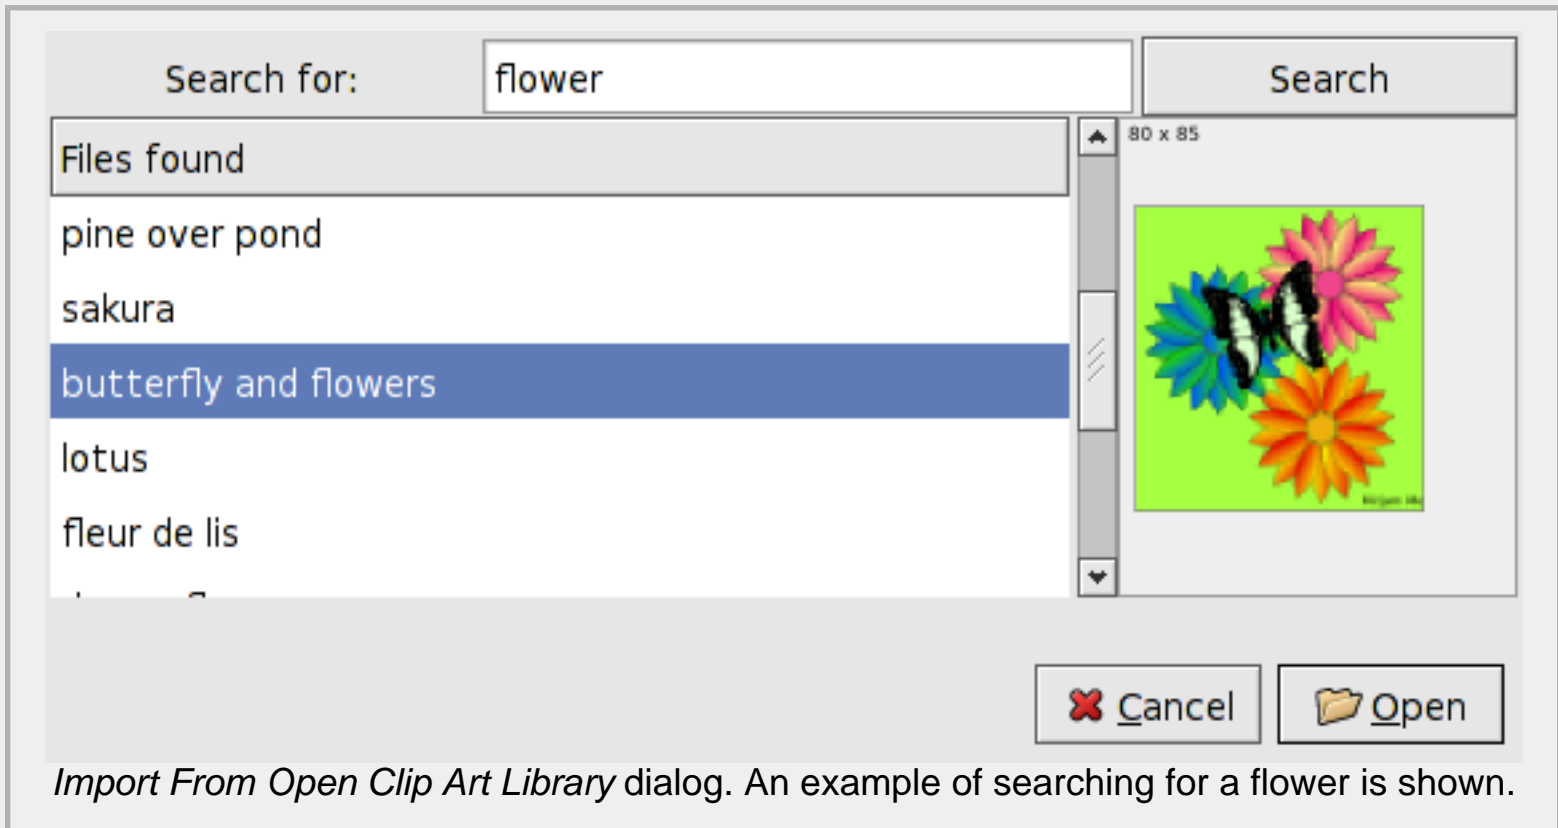 Search for: flower Search
Files found
80 x 85
pine over pond
sakura
butterfly and flowers
lotus
fleur de lis
Cancel Open
Import From Open Clip Art Library dialog. An example of searching for a flower is shown.